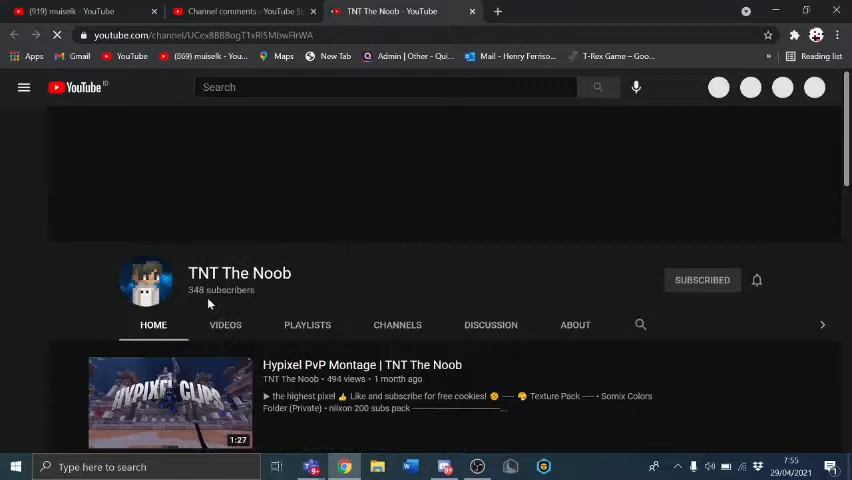 (919) muiselk - YouTube
Channel comments - YouTube St
TNT The Noob - YouTube
youtube.com/channel/UCex8BBBogT1xRI5MbwFIrWA
Apps
Gmail
YouTube
(869) muiselk - You...
Maps
New Tab
Admin | Other - Qui...
Mail - Henry Ferriso...
T-Rex Game – Goo...
»
Reading list
YouTube ID
Search
TNT The Noob
348 subscribers
SUBSCRIBED
HOME
VIDEOS
PLAYLISTS
CHANNELS
DISCUSSION
ABOUT
HYPIXEL CLIPS
1:27
Hypixel PvP Montage | TNT The Noob
TNT The Noob • 494 views • 1 month ago
▶ the highest pixel 👍 Like and subscribe for free cookies! 🍪 ---- • 🎨 Texture Pack ---- • Somix Colors
Folder (Private) • niixon 200 subs pack ------------------...
Type here to search
7:55
29/04/2021